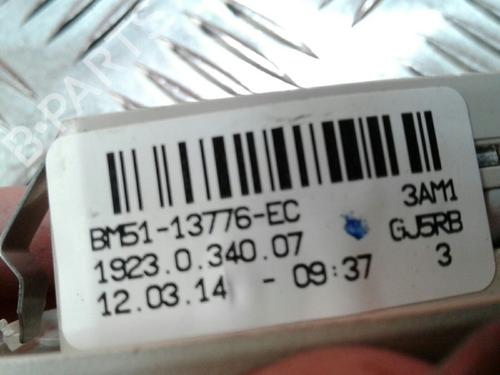 B-PARTS
BM51-13776-EC 3AM1
1923.0.340.07 GJ5RB
12.03.14 - 09:37 3